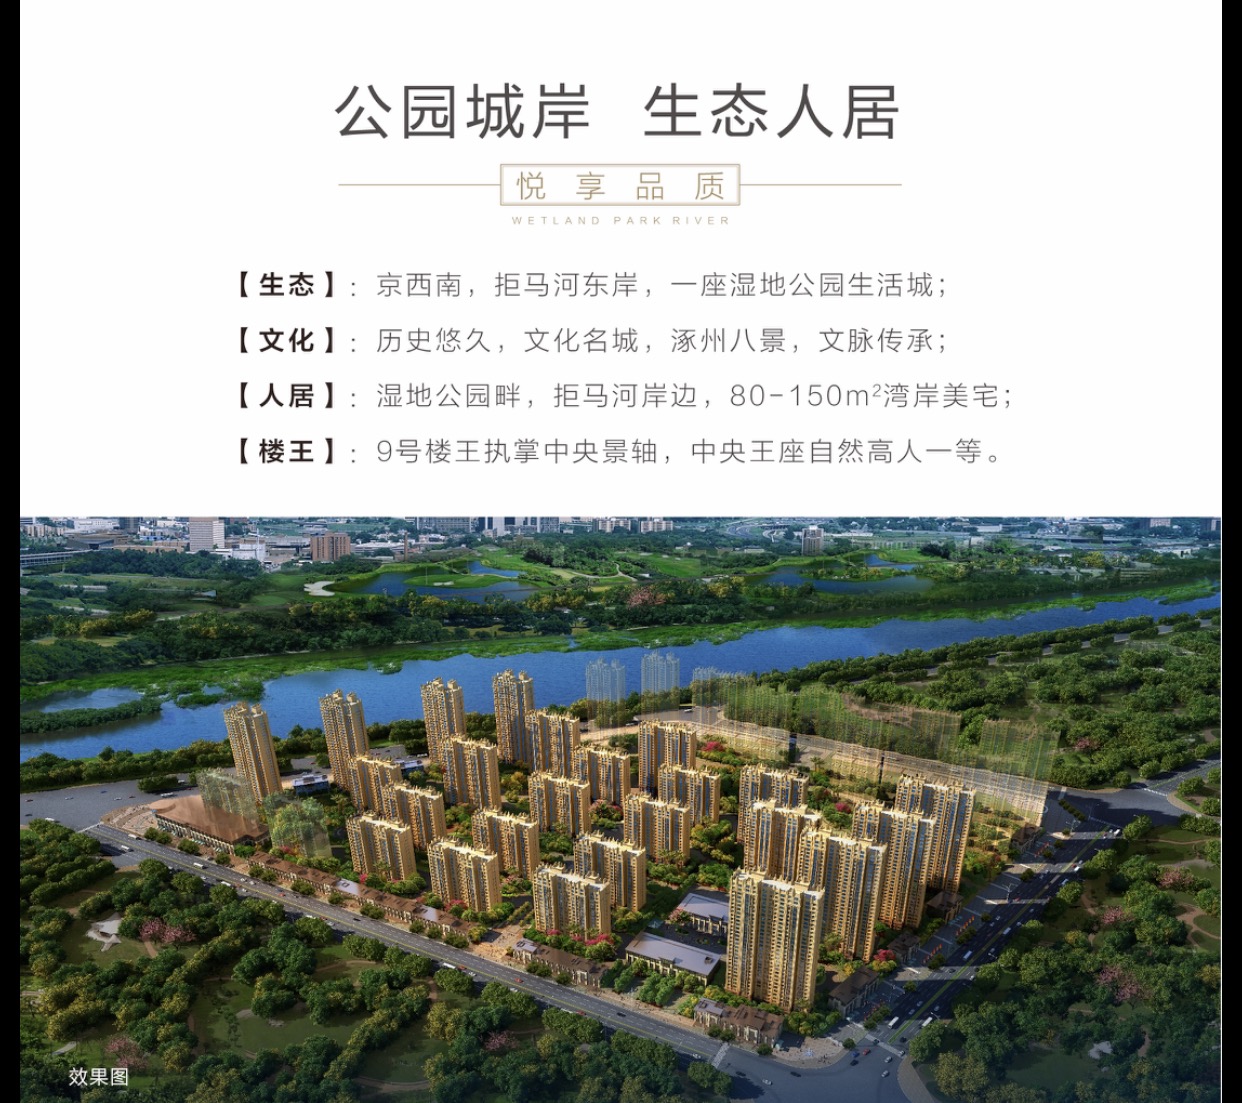 公园城岸 生态人居
悦享品质
WETLAND PARK RIVER
【生态】：京西南，拒马河东岸，一座湿地公园生活城；
【文化】：历史悠久，文化名城，涿州八景，文脉传承；
【人居】：湿地公园畔，拒马河岸边，80-150m²湾岸美宅；
【楼王】：9号楼王执掌中央景轴，中央王座自然高人一等。
效果图